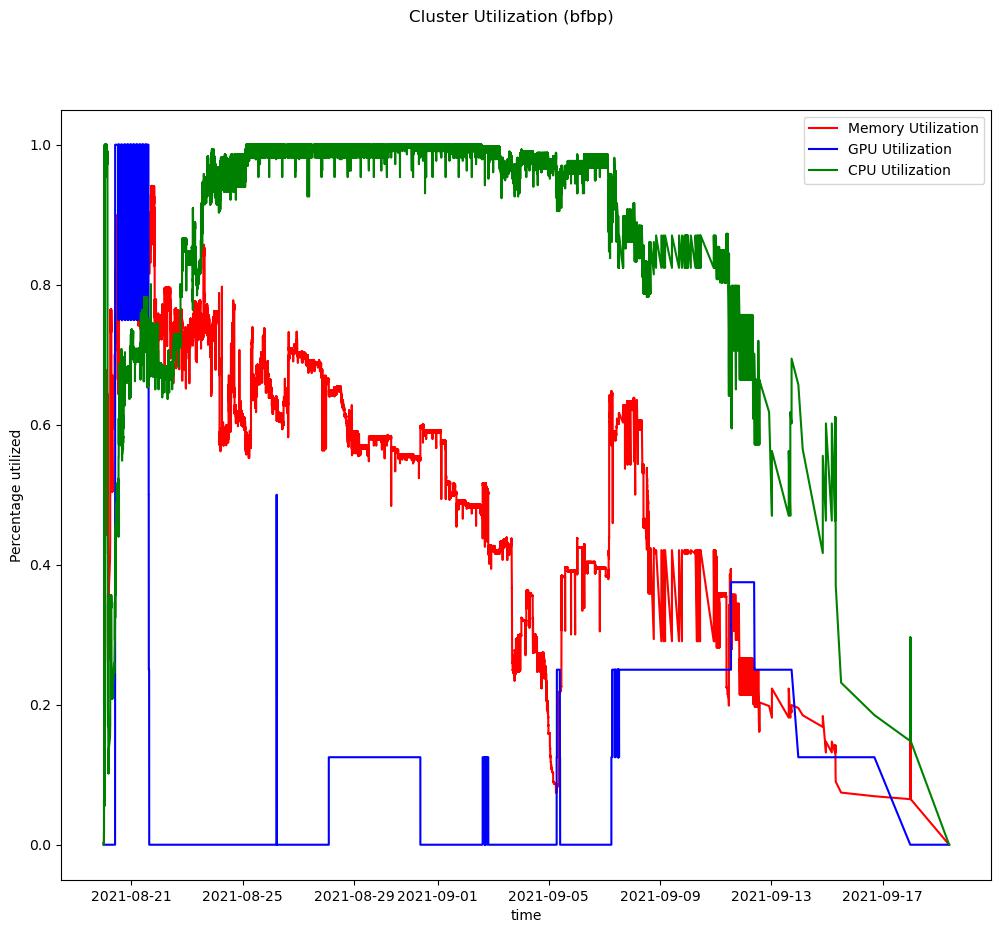 Cluster Utilization (bfbp)
Memory Utilization
GPU Utilization
CPU Utilization
Percentage utilized
1.0
0.8
0.6
0.4
0.2
0.0
2021-08-21 2021-08-25 2021-08-29 2021-09-01 2021-09-05 2021-09-09 2021-09-13 2021-09-17
time